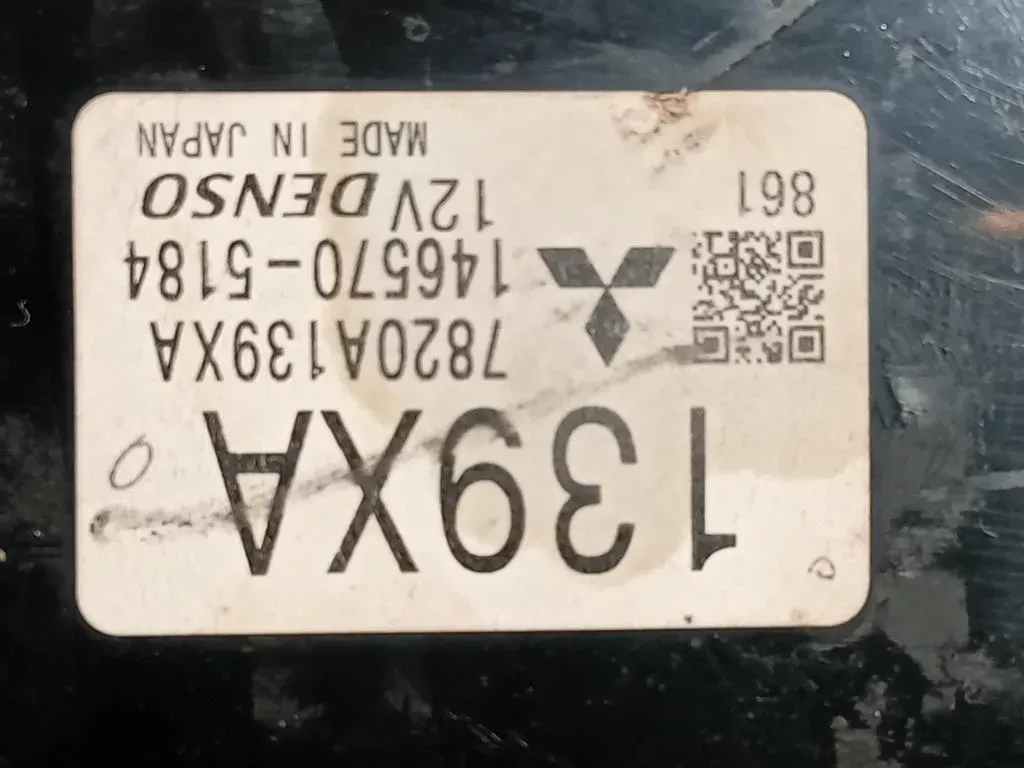 139XA
7820A139XA
146570-5184
12V DENSO
861
MADE IN JAPAN